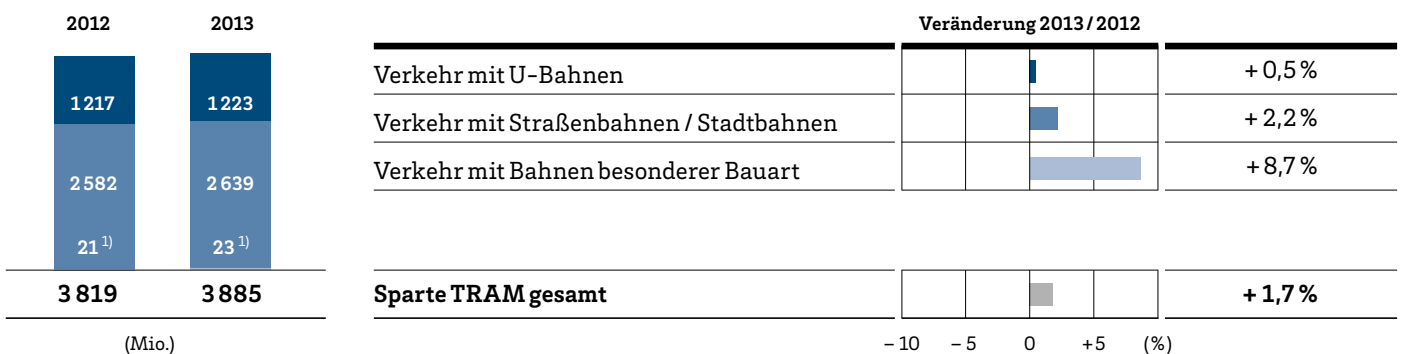 2012 2013 Veränderung 2013/2012
Verkehr mit U-Bahnen + 0,5 %
1 217 1 223
Verkehr mit Straßenbahnen / Stadtbahnen + 2,2 %
Verkehr mit Bahnen besonderer Bauart + 8,7 %
2 582 2 639
21 1) 23 1)
3 819 3 885 Sparte TRAM gesamt + 1,7 %
(Mio.) – 10 – 5 0 +5 (%)